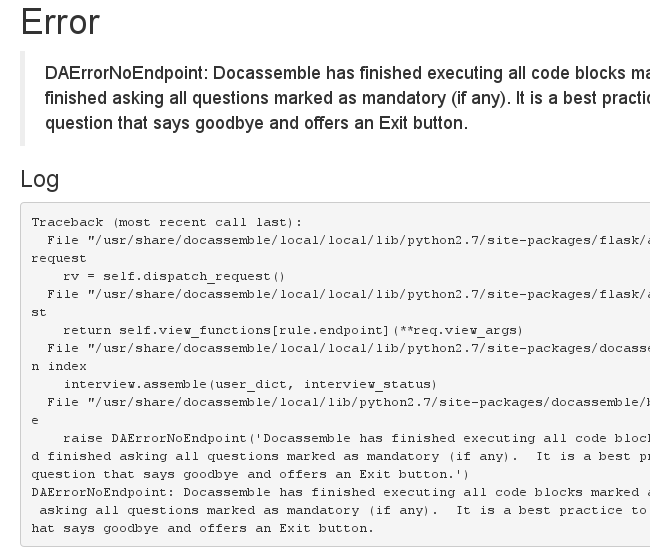 Error
DAErrorNoEndpoint: Docassemble has finished executing all code blocks ma
finished asking all questions marked as mandatory (if any). It is a best practic
question that says goodbye and offers an Exit button.
Log
Traceback (most recent call last):
  File "/usr/share/docassemble/local/local/lib/python2.7/site-packages/flask/a
request
    rv = self.dispatch_request()
  File "/usr/share/docassemble/local/local/lib/python2.7/site-packages/flask/a
st
    return self.view_functions[rule.endpoint](**req.view_args)
  File "/usr/share/docassemble/local/local/lib/python2.7/site-packages/docasse
n index
    interview.assemble(user_dict, interview_status)
  File "/usr/share/docassemble/local/lib/python2.7/site-packages/docassemble/b
e
    raise DAErrorNoEndpoint('Docassemble has finished executing all code block
d finished asking all questions marked as mandatory (if any).  It is a best pr
question that says goodbye and offers an Exit button.')
DAErrorNoEndpoint: Docassemble has finished executing all code blocks marked a
 asking all questions marked as mandatory (if any).  It is a best practice to
hat says goodbye and offers an Exit button.